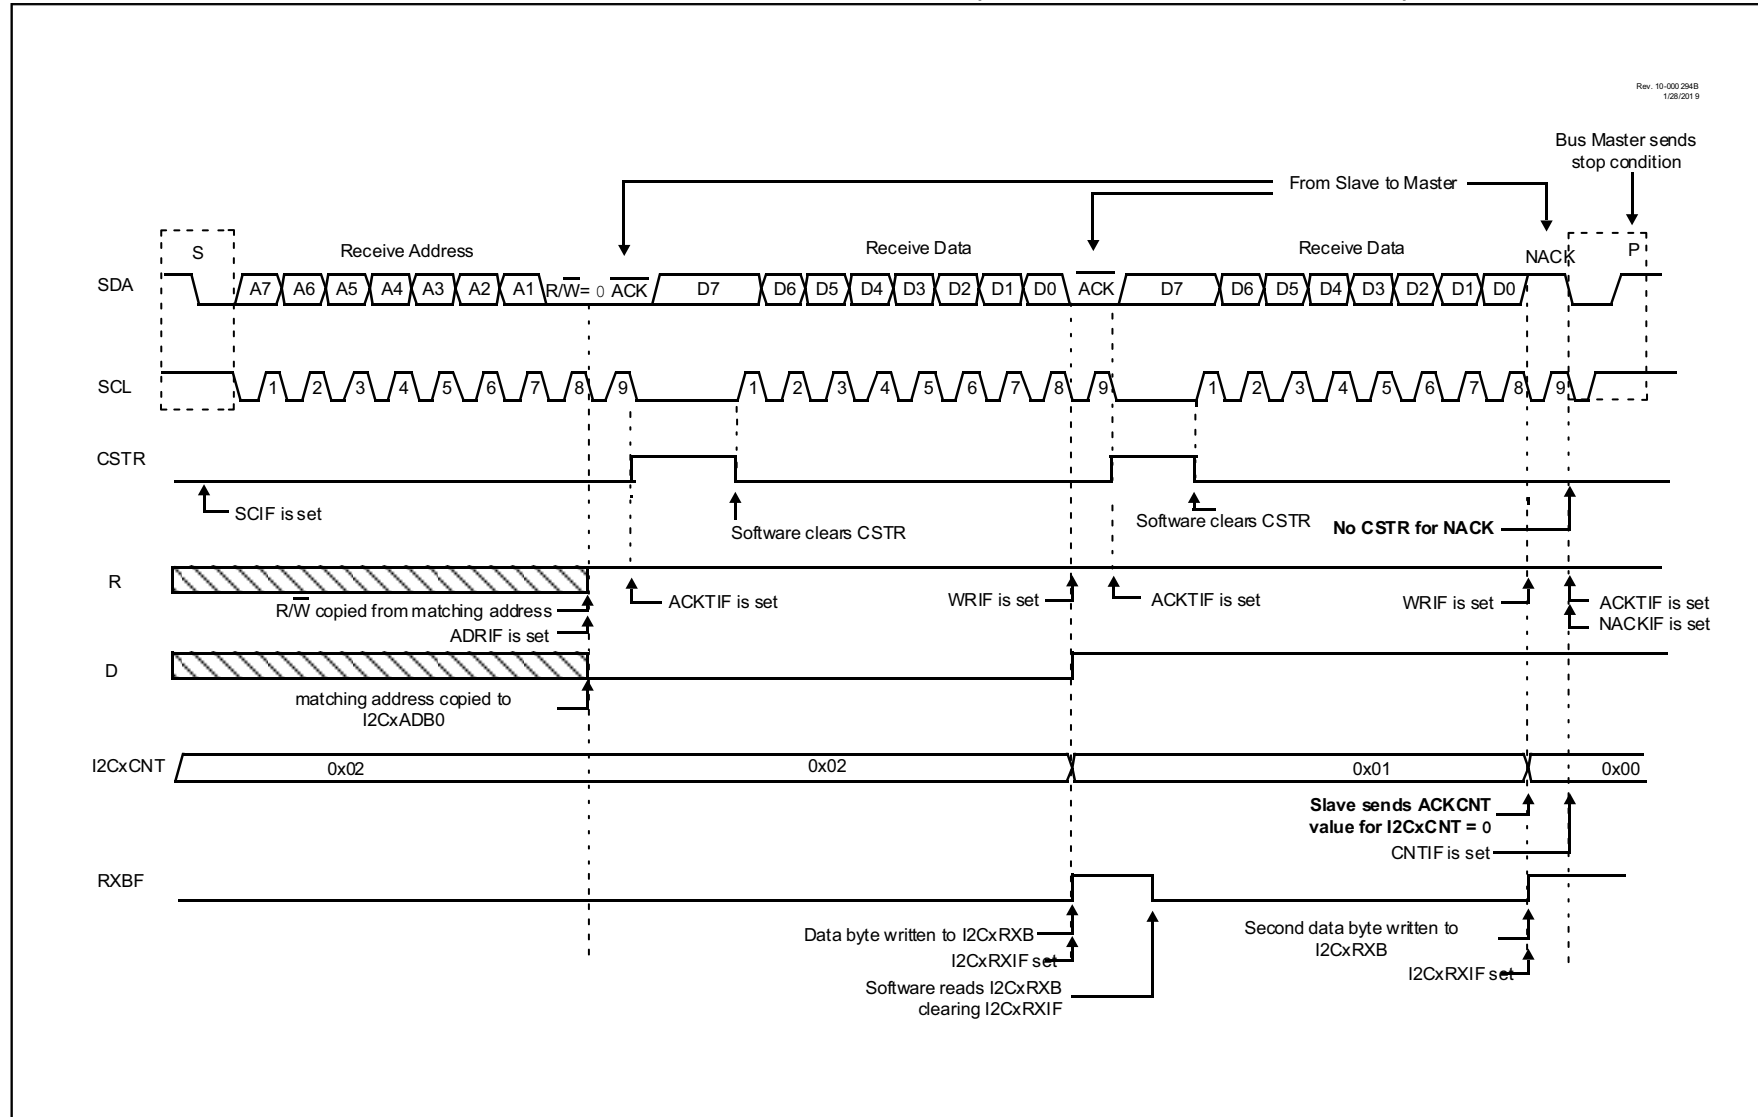 Rev. 10-000294B
1/28/2019
Bus Master sends
stop condition
From Slave to Master
S
Receive Address
Receive Data
Receive Data
NACK
P
SDA
A7 A6 A5 A4 A3 A2 A1 R/W= 0 ACK D7 D6 D5 D4 D3 D2 D1 D0 ACK D7 D6 D5 D4 D3 D2 D1 D0
SCL
1 2 3 4 5 6 7 8 9 1 2 3 4 5 6 7 8 9 1 2 3 4 5 6 7 8 9
CSTR
SCIF is set
Software clears CSTR
Software clears CSTR
No CSTR for NACK
R
R/W copied from matching address
ADRIF is set
ACKTIF is set
WRIF is set
ACKTIF is set
WRIF is set
ACKTIF is set
NACKIF is set
D
matching address copied to
I2CxADB0
I2CxCNT
0x02
0x02
0x01
0x00
Slave sends ACKCNT
value for I2CxCNT = 0
CNTIF is set
RXBF
Data byte written to I2CxRXB
I2CxRXIF set
Software reads I2CxRXB
clearing I2CxRXIF
Second data byte written to
I2CxRXB
I2CxRXIF set